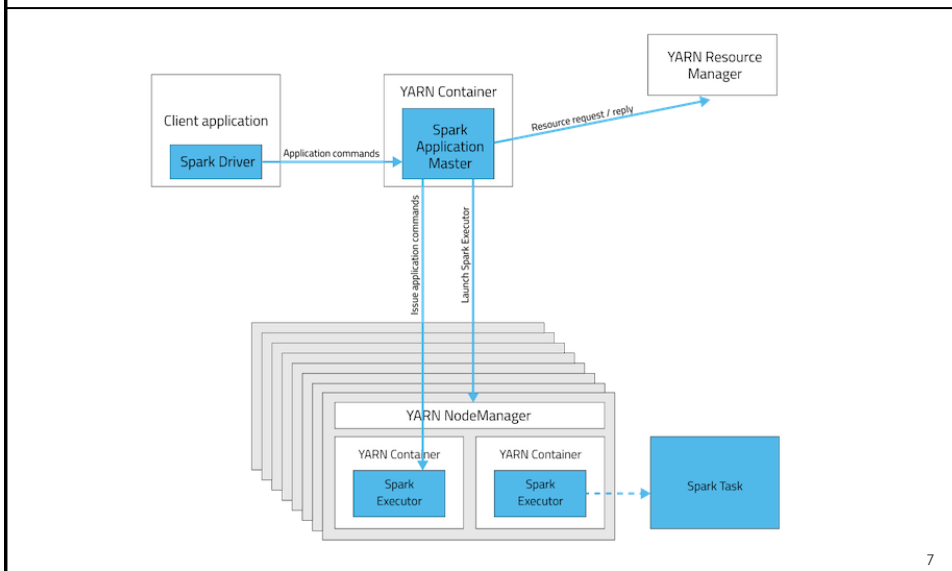 YARN Resource
Manager
YARN Container
Client application
Spark
Application
Master
Spark Driver
Application commands
Resource request / reply
Issue application commands
Launch Spark Executor
YARN NodeManager
YARN Container
Spark
Executor
YARN Container
Spark
Executor
Spark Task
7